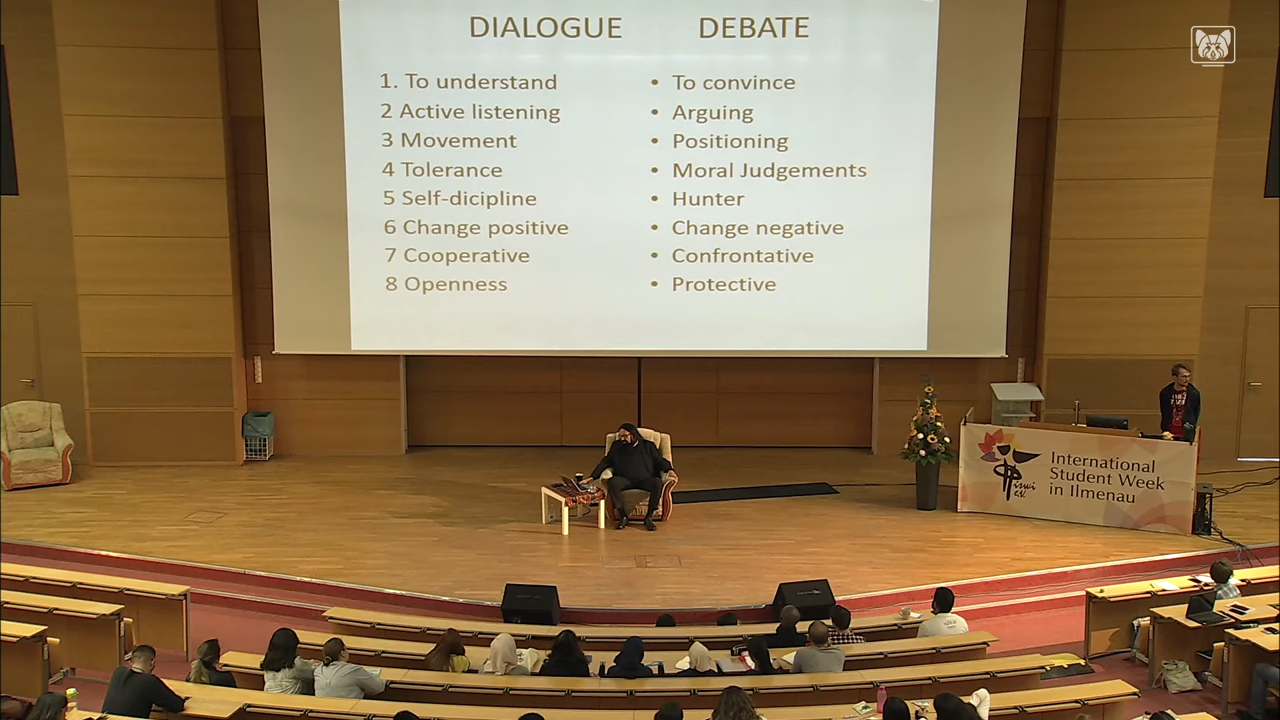 DIALOGUE DEBATE
1. To understand • To convince
2 Active listening • Arguing
3 Movement • Positioning
4 Tolerance • Moral Judgements
5 Self-dicipline • Hunter
6 Change positive • Change negative
7 Cooperative • Confrontative
8 Openness • Protective
International
Student Week
in Ilmenau
iswi
e.V.